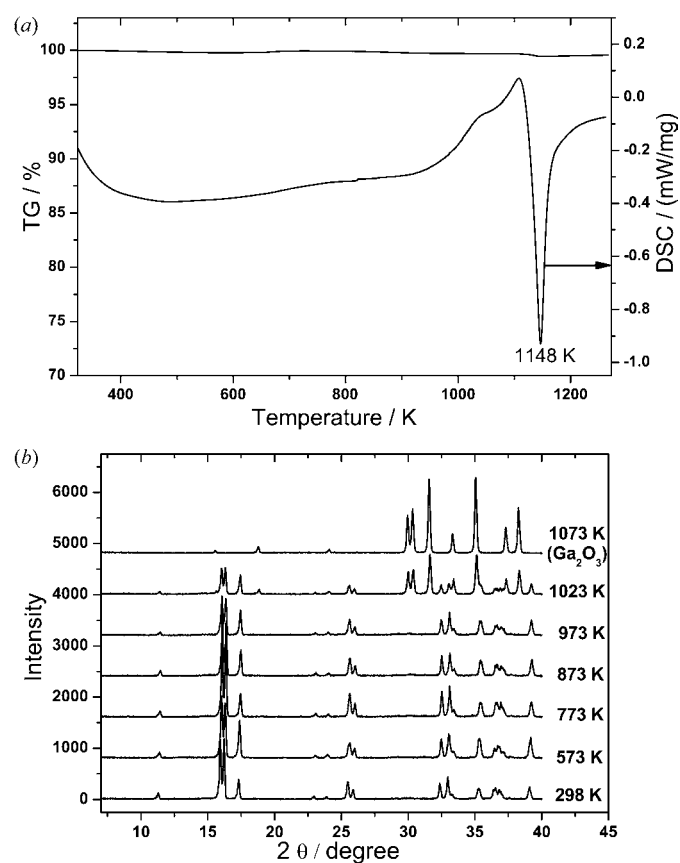 (a)
100
95
90
85
80
75
70
TG / %
0.2
0.0
-0.2
-0.4
-0.6
-0.8
-1.0
DSC / (mW/mg)
1148 K
400 600 800 1000 1200
Temperature / K
(b)
6000
5000
4000
3000
2000
1000
0
Intensity
1073 K
(Ga2O3)
1023 K
973 K
873 K
773 K
573 K
298 K
10 15 20 25 30 35 40 45
2 θ / degree